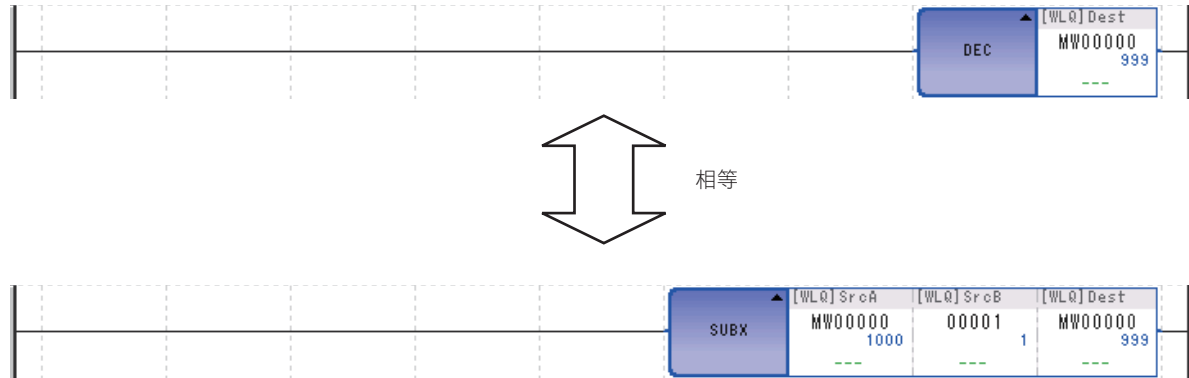 [WLQ]Dest
DEC
MW00000
999
---
相等
[WLQ]SrcA [WLQ]SrcB [WLQ]Dest
SUBX
MW00000 00001 MW00000
1000 1 999
--- --- ---